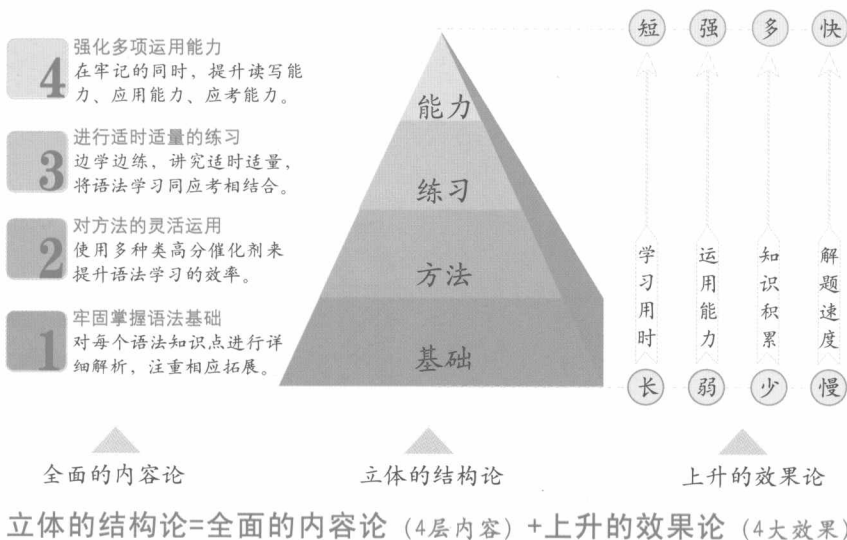 4
强化多项运用能力
在牢记的同时，提升读写能
力、应用能力、应考能力。
3
进行适时适量的练习
边学边练，讲究适时适量，
将语法学习同应考相结合。
2
对方法的灵活运用
使用多种类高分催化剂来
提升语法学习的效率。
1
牢固掌握语法基础
对每个语法知识点进行详
细解析，注重相应拓展。
能力
练习
方法
基础
短 强 多 快
学习用时
运用能力
知识积累
解题速度
长 弱 少 慢
全面的内容论
立体的结构论
上升的效果论
立体的结构论=全面的内容论（4层内容）+上升的效果论（4大效果）